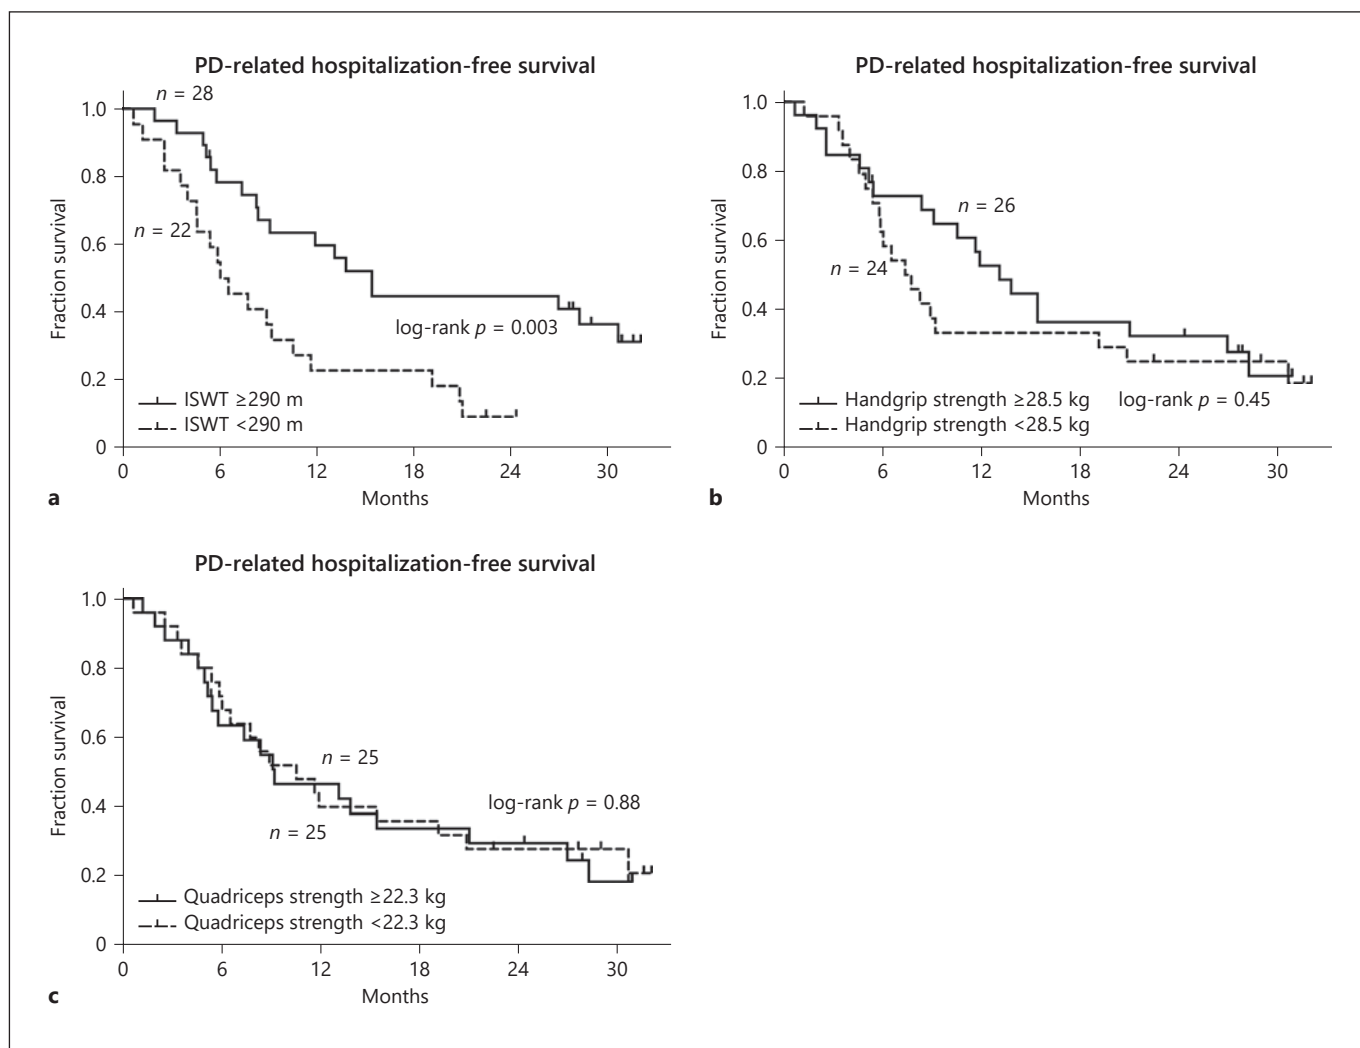 PD-related hospitalization-free survival
n = 28
n = 22
log-rank p = 0.003
ISWT ≥290 m
ISWT <290 m
Fraction survival
1.0
0.8
0.6
0.4
0.2
0
0 6 12 18 24 30
Months
a
PD-related hospitalization-free survival
n = 26
n = 24
Handgrip strength ≥28.5 kg
log-rank p = 0.45
Handgrip strength <28.5 kg
Fraction survival
1.0
0.8
0.6
0.4
0.2
0
0 6 12 18 24 30
Months
b
PD-related hospitalization-free survival
n = 25
log-rank p = 0.88
n = 25
Quadriceps strength ≥22.3 kg
Quadriceps strength <22.3 kg
Fraction survival
1.0
0.8
0.6
0.4
0.2
0
0 6 12 18 24 30
Months
c